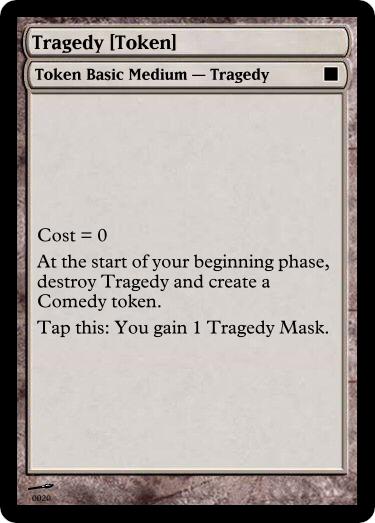 Tragedy [Token]
Token Basic Medium — Tragedy
Cost = 0
At the start of your beginning phase,
destroy Tragedy and create a
Comedy token.
Tap this: You gain 1 Tragedy Mask.
0020